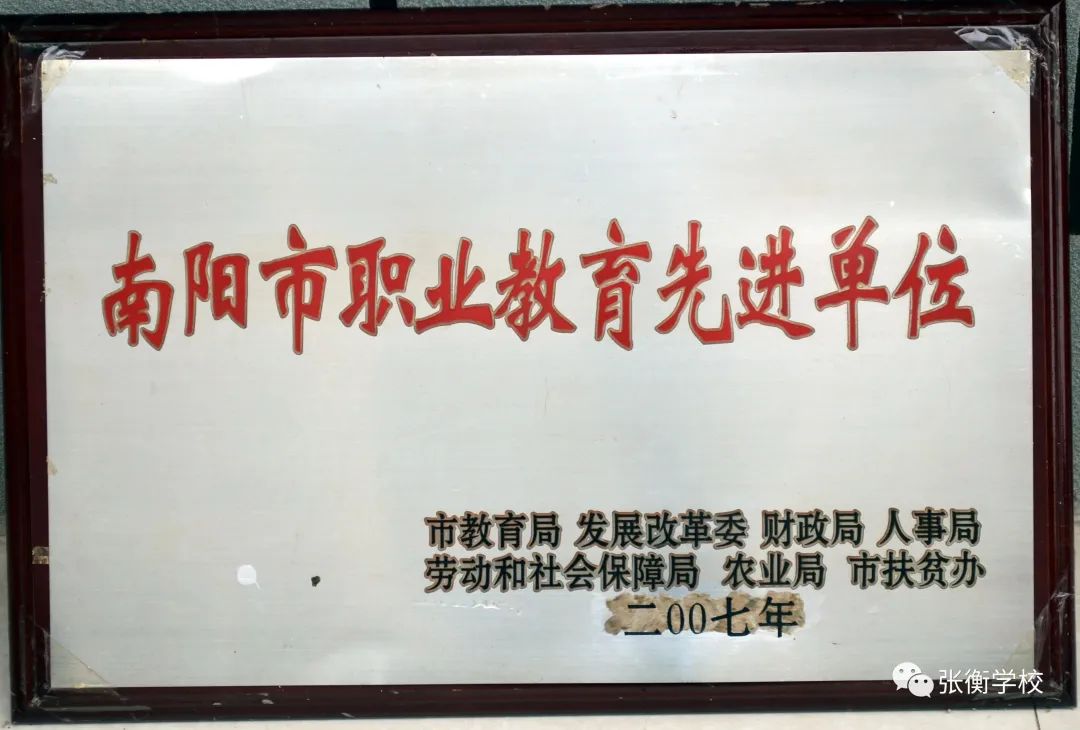 南阳市职业教育先进单位
市教育局 发展改革委 财政局 人事局
劳动和社会保障局 农业局 市扶贫办
二00七年
张衡学校